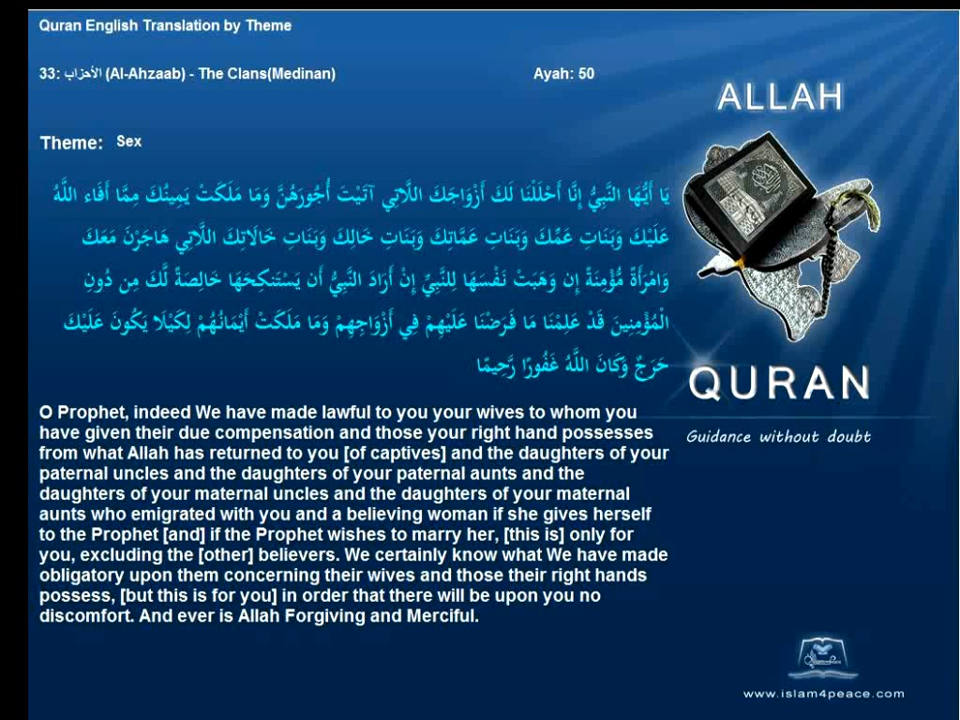 Quran English Translation by Theme
33: الأحزاب (Al-Ahzaab) - The Clans(Medinan) Ayah: 50
Theme: Sex
يَا أَيُّهَا النَّبِيُّ إِنَّا أَحْلَلْنَا لَكَ أَزْوَاجَكَ اللَّاتِي آتَيْتَ أُجُورَهُنَّ وَمَا مَلَكَتْ يَمِينُكَ مِمَّا أَفَاء اللَّهُ
عَلَيْكَ وَبَنَاتِ عَمِّكَ وَبَنَاتِ عَمَّاتِكَ وَبَنَاتِ خَالِكَ وَبَنَاتِ خَالَاتِكَ اللَّاتِي هَاجَرْنَ مَعَكَ
وَامْرَأَةً مُّؤْمِنَةً إِن وَهَبَتْ نَفْسَهَا لِلنَّبِيِّ إِنْ أَرَادَ النَّبِيُّ أَن يَسْتَنكِحَهَا خَالِصَةً لَّكَ مِن دُونِ
الْمُؤْمِنِينَ قَدْ عَلِمْنَا مَا فَرَضْنَا عَلَيْهِمْ فِي أَزْوَاجِهِمْ وَمَا مَلَكَتْ أَيْمَانُهُمْ لِكَيْلَا يَكُونَ عَلَيْكَ
حَرَجٌ وَكَانَ اللَّهُ غَفُورًا رَّحِيمًا
O Prophet, indeed We have made lawful to you your wives to whom you
have given their due compensation and those your right hand possesses
from what Allah has returned to you [of captives] and the daughters of your
paternal uncles and the daughters of your paternal aunts and the
daughters of your maternal uncles and the daughters of your maternal
aunts who emigrated with you and a believing woman if she gives herself
to the Prophet [and] if the Prophet wishes to marry her, [this is] only for
you, excluding the [other] believers. We certainly know what We have made
obligatory upon them concerning their wives and those their right hands
possess, [but this is for you] in order that there will be upon you no
discomfort. And ever is Allah Forgiving and Merciful.
ALLAH
QURAN
Guidance without doubt
www.islam4peace.com